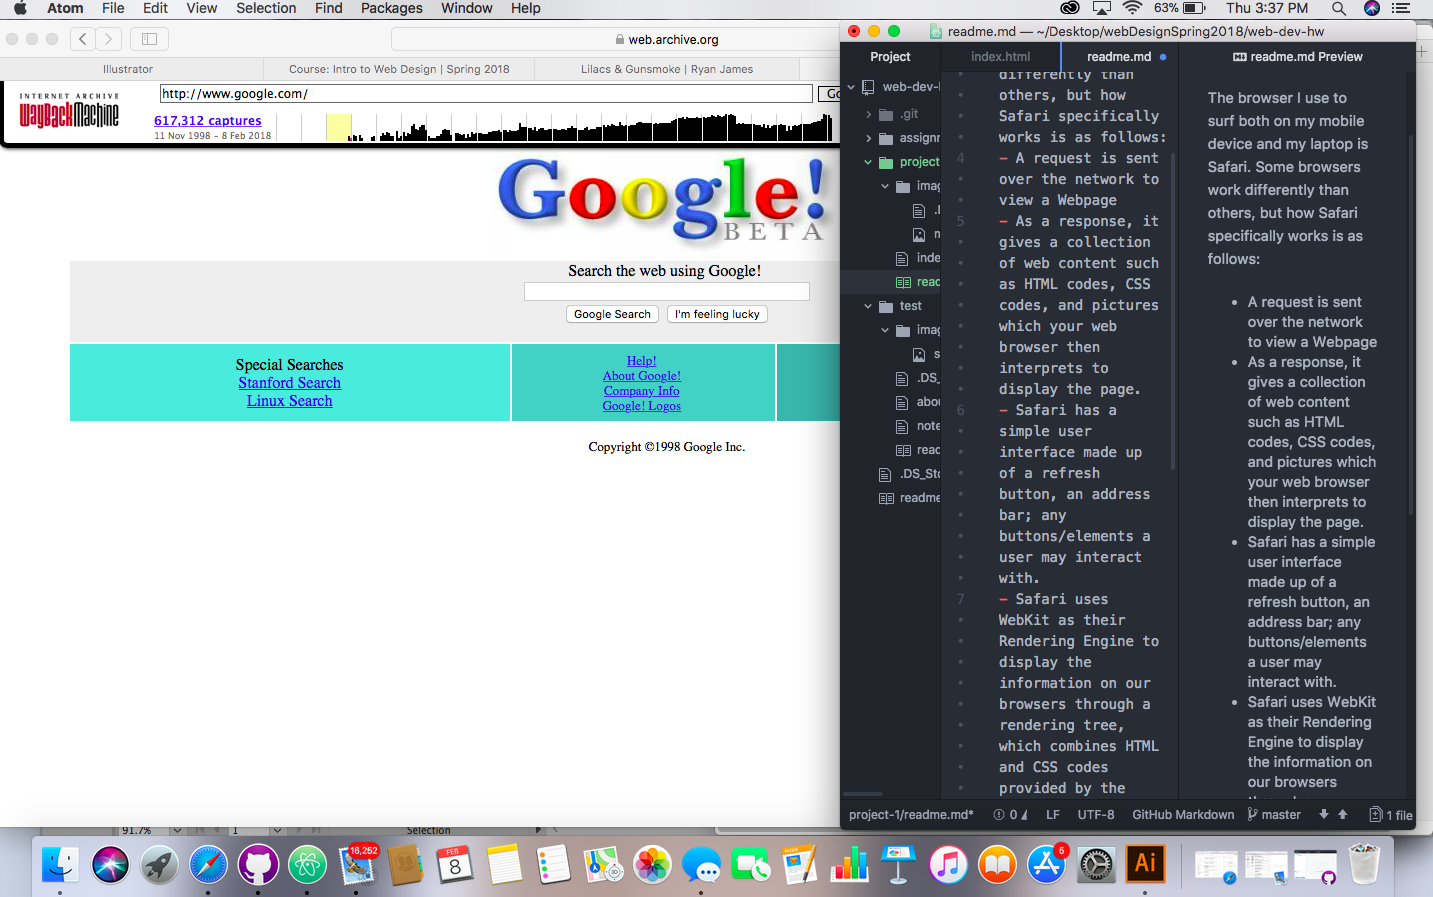 Atom File Edit View Selection Find Packages Window Help
63% Thu 3:37 PM
web.archive.org
Illustrator
Course: Intro to Web Design | Spring 2018
Lilacs & Gunsmoke | Ryan James
INTERNET ARCHIVE
WayBackMachine
http://www.google.com/
Go
617,312 captures
11 Nov 1998 – 8 Feb 2018
Google!
BETA
Search the web using Google!
Google Search I'm feeling lucky
Special Searches
Stanford Search
Linux Search
Help!
About Google!
Company Info
Google! Logos
Copyright ©1998 Google Inc.
91.7% 1 Selection
readme.md — ~/Desktop/webDesignSpring2018/web-dev-hw
Project
web-dev-
.git
assignm
project
imag
inde
read
test
imag
s
.DS_
abou
note
read
.DS_Sto
readme
index.html
readme.md
differently than
others, but how
Safari specifically
works is as follows:
4 - A request is sent
over the network to
view a Webpage
5 - As a response, it
gives a collection
of web content such
as HTML codes, CSS
codes, and pictures
which your web
browser then
interprets to
display the page.
6 - Safari has a
simple user
interface made up
of a refresh
button, an address
bar; any
buttons/elements a
user may interact
with.
7 - Safari uses
WebKit as their
Rendering Engine to
display the
information on our
browsers through a
rendering tree,
which combines HTML
and CSS codes
provided by the
readme.md Preview
The browser I use to
surf both on my mobile
device and my laptop is
Safari. Some browsers
work differently than
others, but how Safari
specifically works is as
follows:
• A request is sent
over the network
to view a Webpage
• As a response, it
gives a collection
of web content
such as HTML
codes, CSS codes,
and pictures which
your web browser
then interprets to
display the page.
• Safari has a simple
user interface
made up of a
refresh button, an
address bar; any
buttons/elements
a user may
interact with.
• Safari uses WebKit
as their Rendering
Engine to display
the information on
our browsers
project-1/readme.md* 0 LF UTF-8 GitHub Markdown master 1 file
16,252
FEB
8
PAGES
5
Ai